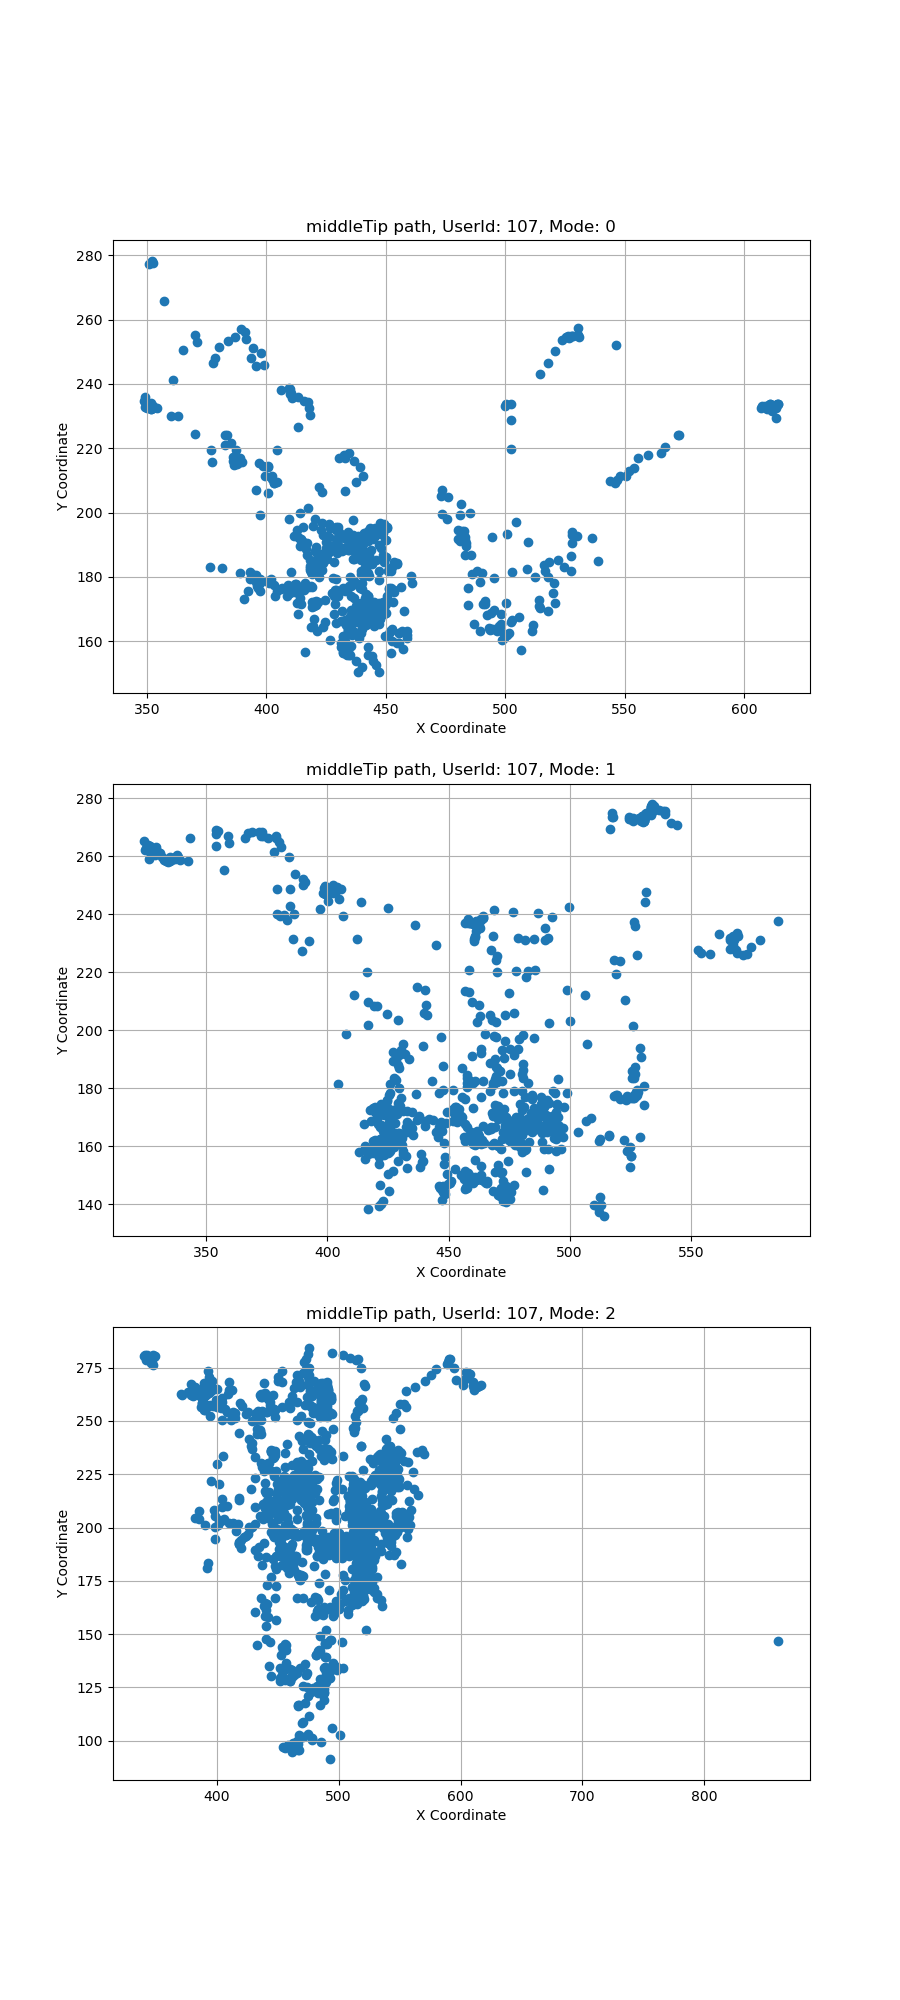 middleTip path, UserId: 107, Mode: 0
280
260
240
220
200
180
160
Y Coordinate
350 400 450 500 550 600
X Coordinate
middleTip path, UserId: 107, Mode: 1
280
260
240
220
200
180
160
140
Y Coordinate
350 400 450 500 550
X Coordinate
middleTip path, UserId: 107, Mode: 2
275
250
225
200
175
150
125
100
Y Coordinate
400 500 600 700 800
X Coordinate